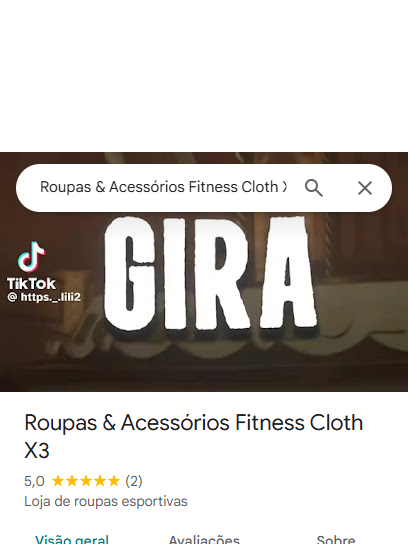 Roupas & Acessórios Fitness Cloth X
GIRA
TikTok
@ https._.lili2
Roupas & Acessórios Fitness Cloth
X3
5,0 (2)
Loja de roupas esportivas
Visão geral Avaliações Sobre